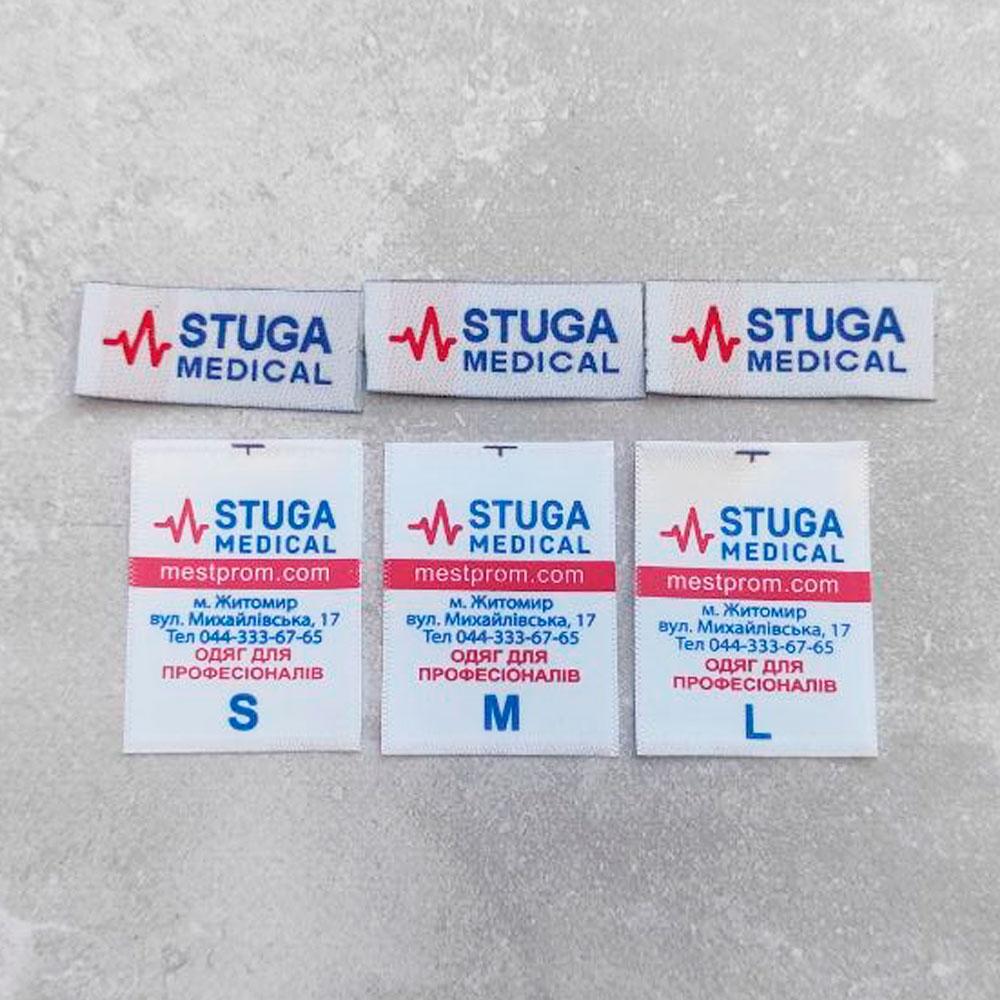 STUGA
MEDICAL
STUGA
MEDICAL
STUGA
MEDICAL
STUGA
MEDICAL
mestprom.com
м. Житомир
вул. Михайлівська, 17
Тел 044-333-67-65
ОДЯГ ДЛЯ
ПРОФЕСІОНАЛІВ
S
STUGA
MEDICAL
mestprom.com
м. Житомир
вул. Михайлівська, 17
Тел 044-333-67-65
ОДЯГ ДЛЯ
ПРОФЕСІОНАЛІВ
M
STUGA
MEDICAL
mestprom.com
м. Житомир
вул. Михайлівська, 17
Тел 044-333-67-65
ОДЯГ ДЛЯ
ПРОФЕСІОНАЛІВ
L